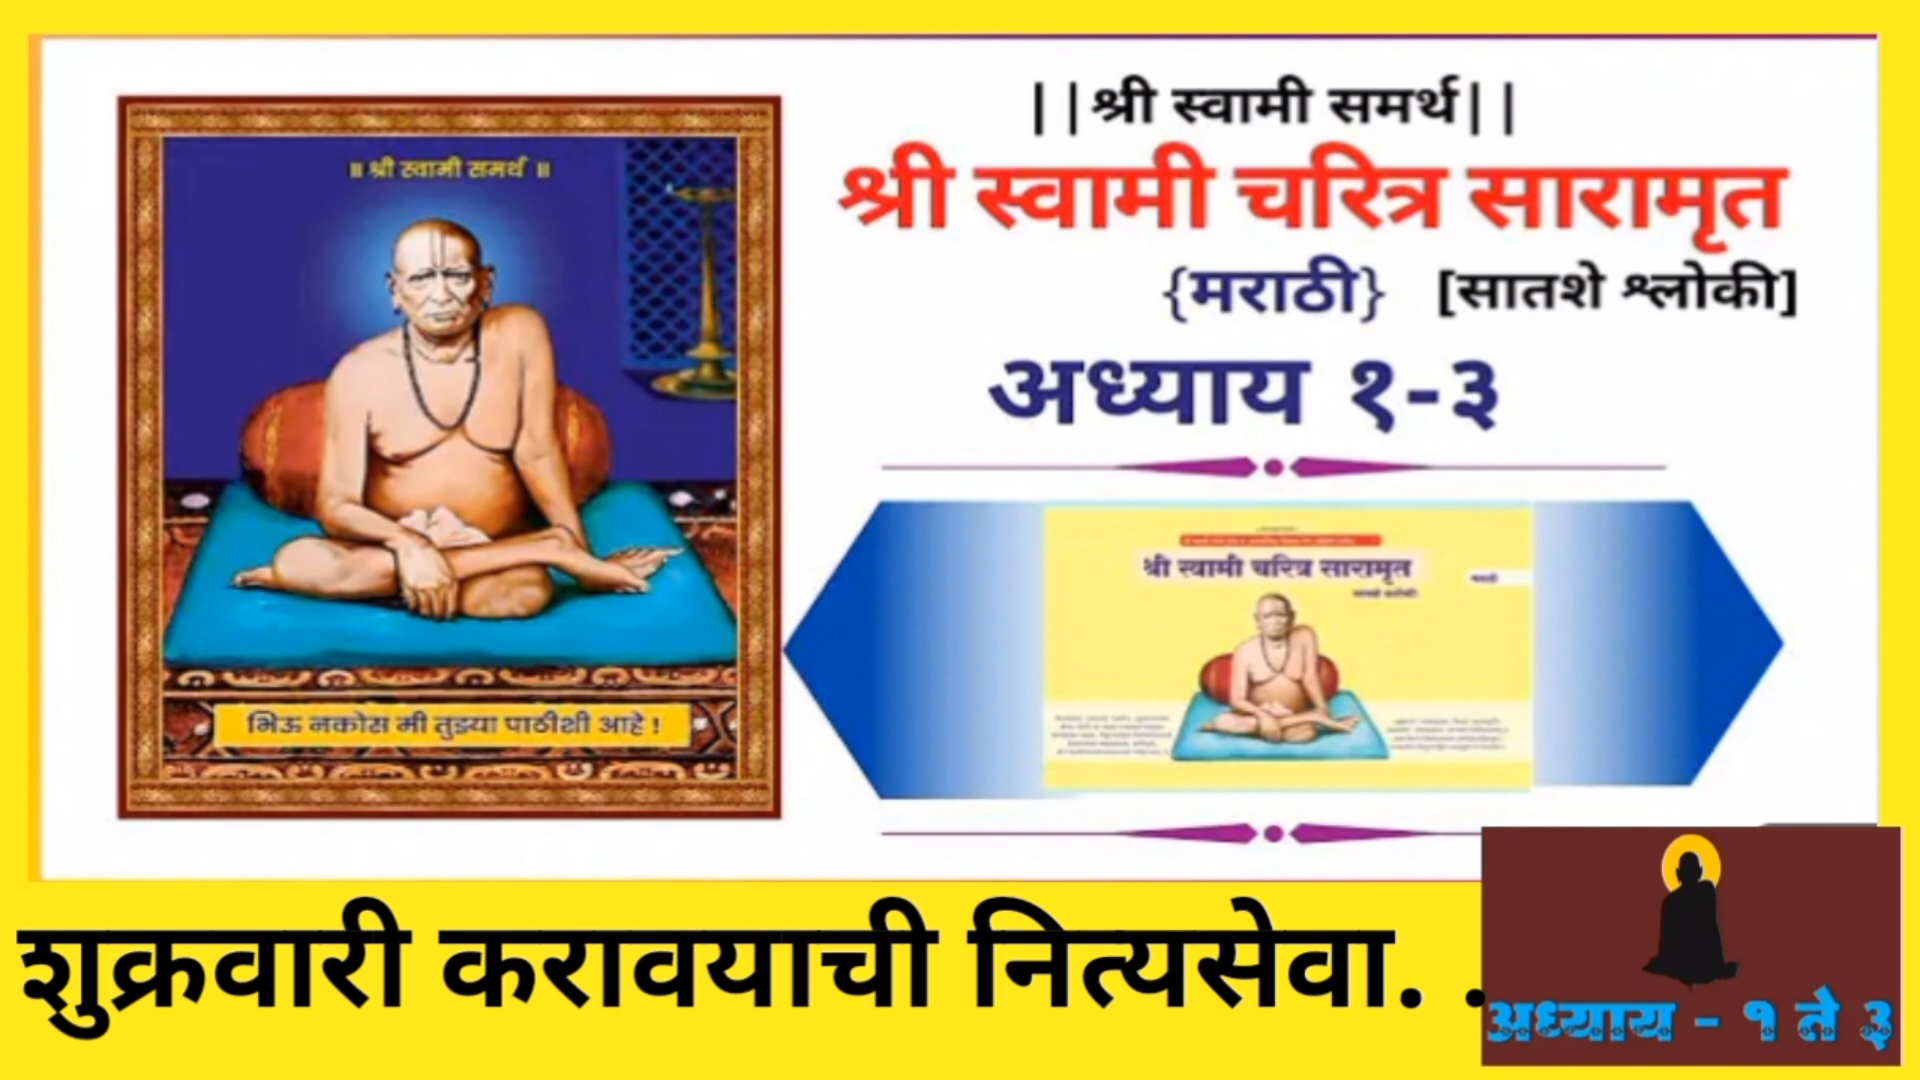 ॥ श्री स्वामी समर्थ ॥
भिऊ नकोस मी तुझ्या पाठीशी आहे !
||श्री स्वामी समर्थ||
श्री स्वामी चरित्र सारामृत
{मराठी} [सातशे श्लोकी]
अध्याय १-३
श्री स्वामी चरित्र सारामृत
शुक्रवारी करावयाची नित्यसेवा. .
अध्याय - १ ते ३